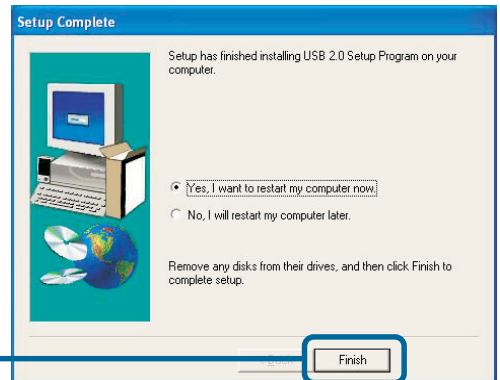 Setup Complete
Setup has finished installing USB 2.0 Setup Program on your
computer.
Yes, I want to restart my computer now.
No, I will restart my computer later.
Remove any disks from their drives, and then click Finish to
complete setup.
Finish